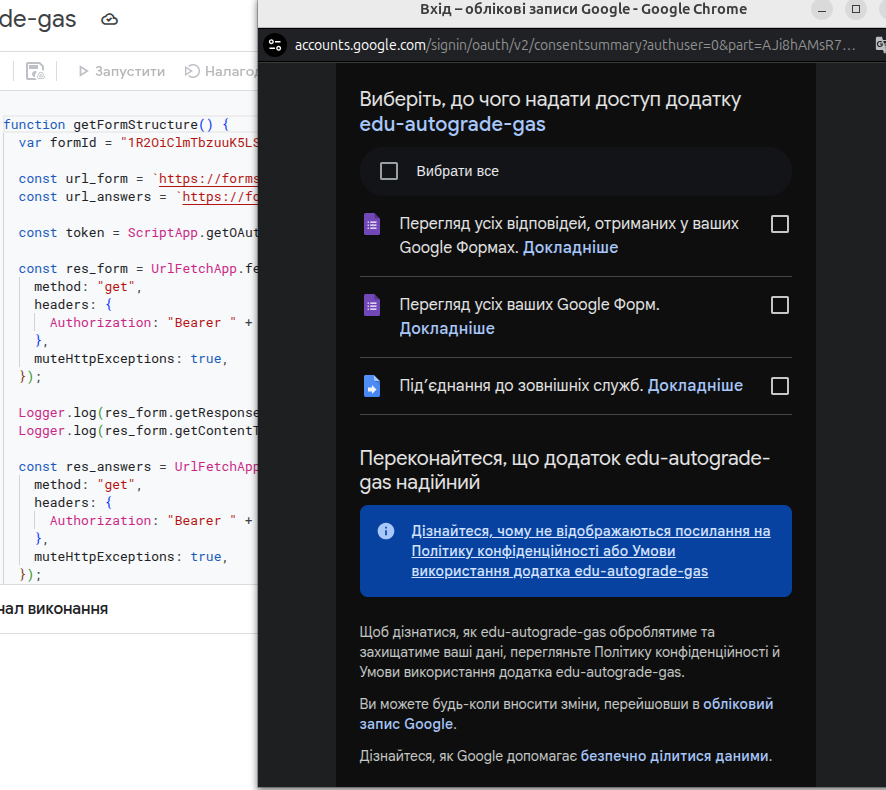 de-gas
Запустити
function getFormStructure() {
var formId =
const url_form = `https://forms
const url_answers = `https://fo
const token = ScriptApp.getOAut
const res_form = UrlFetchApp.fe
method: "get",
headers: {
Authorization: "Bearer " +
},
muteHttpExceptions: true,
});
Logger.log(res_form.getResponse
Logger.log(res_form.getContentT
const res_answers = UrlFetchApp
method: "get",
headers: {
Authorization: "Bearer " +
},
muteHttpExceptions: true,
});
нал виконання
Вхід – облікові записи Google - Google Chrome
accounts.google.com/signin/oauth/v2/consentsummary?authuser=0&part=AJi8hAMsR7…
Виберіть, до чого надати доступ додатку
edu-autograde-gas
Вибрати все
Перегляд усіх відповідей, отриманих у ваших
Google Формах. Докладніше
Перегляд усіх ваших Google Форм.
Докладніше
Під’єднання до зовнішніх служб. Докладніше
Переконайтеся, що додаток edu-autograde-
gas надійний
Дізнайтеся, чому не відображаються посилання на
Політику конфіденційності або Умови
використання додатка edu-autograde-gas
Щоб дізнатися, як edu-autograde-gas оброблятиме та
захищатиме ваші дані, перегляньте Політику конфіденційності й
Умови використання додатка edu-autograde-gas.
Ви можете будь-коли вносити зміни, перейшовши в обліковий
запис Google.
Дізнайтеся, як Google допомагає безпечно ділитися даними.